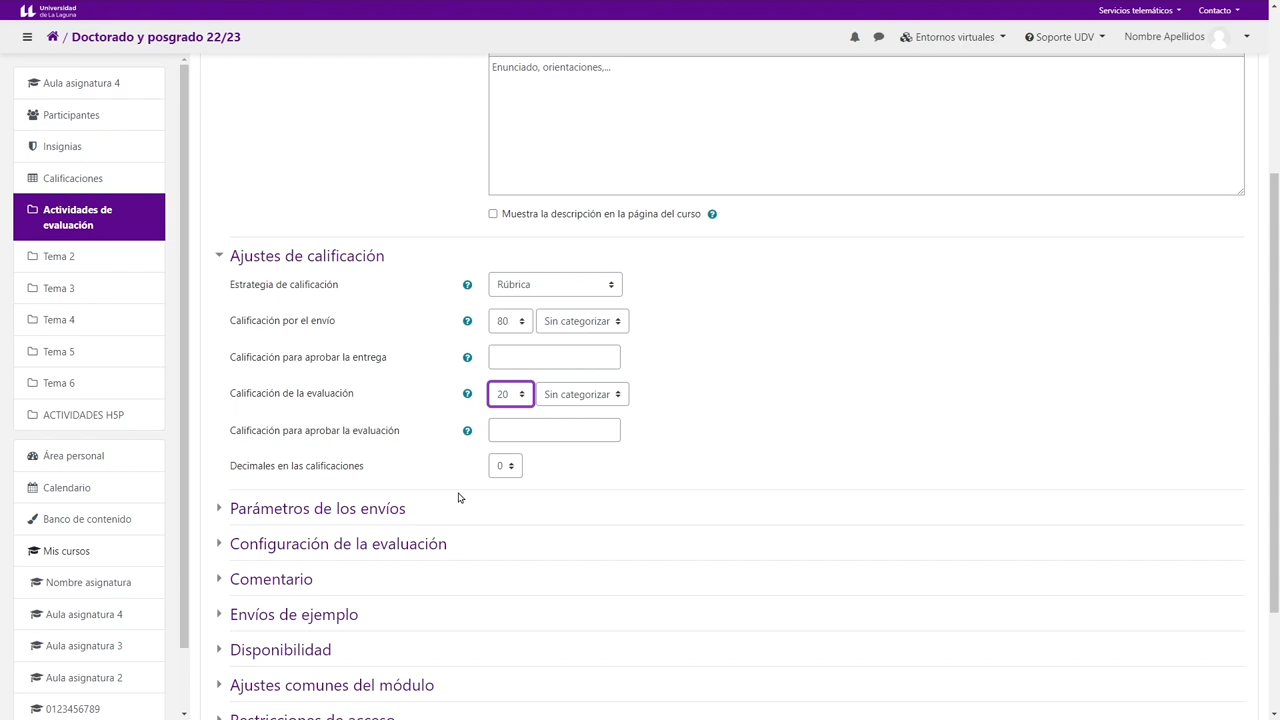 Universidad
de La Laguna
Servicios telemáticos
Contacto
/ Doctorado y posgrado 22/23
Entornos virtuales
Soporte UDV
Nombre Apellidos
Aula asignatura 4
Participantes
Insignias
Calificaciones
Actividades de
evaluación
Tema 2
Tema 3
Tema 4
Tema 5
Tema 6
ACTIVIDADES H5P
Área personal
Calendario
Banco de contenido
Mis cursos
Nombre asignatura
Aula asignatura 4
Aula asignatura 3
Aula asignatura 2
0123456789
Enunciado, orientaciones,...
Muestra la descripción en la página del curso
Ajustes de calificación
Estrategia de calificación
Rúbrica
Calificación por el envío
80
Sin categorizar
Calificación para aprobar la entrega
Calificación de la evaluación
20
Sin categorizar
Calificación para aprobar la evaluación
Decimales en las calificaciones
0
Parámetros de los envíos
Configuración de la evaluación
Comentario
Envíos de ejemplo
Disponibilidad
Ajustes comunes del módulo
Restricciones de acceso